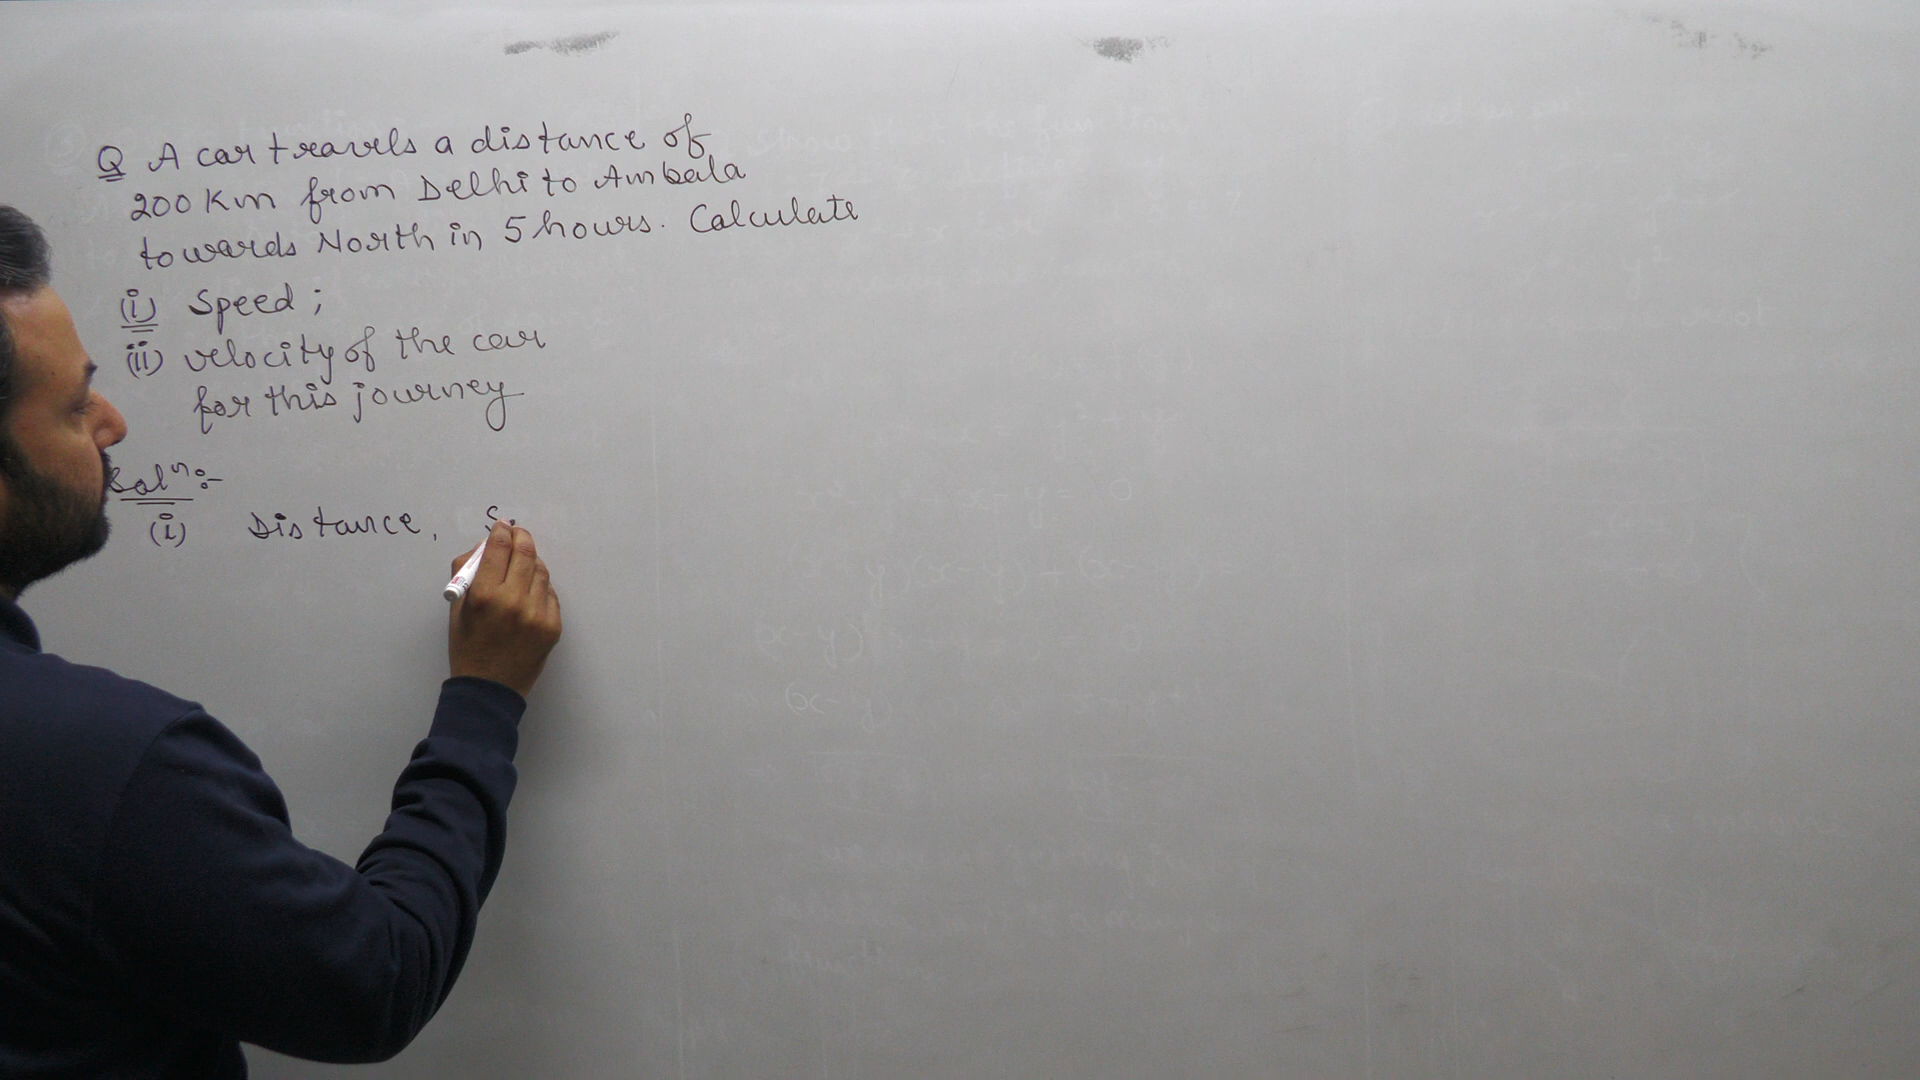 Q A car travels a distance of
200 Km from Delhi to Ambala
towards North in 5 hours. Calculate
(i) Speed ;
(ii) velocity of the car
for this journey
Solⁿ:-
(i) Distance, S